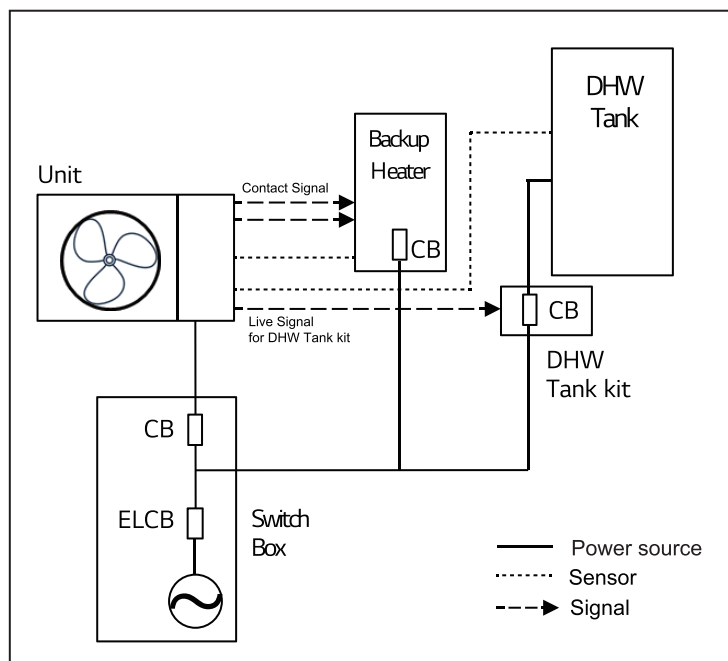 DHW
Tank
Backup
Heater
Unit
Contact Signal
CB
Live Signal
for DHW Tank kit
CB
DHW
Tank kit
CB
ELCB
Switch
Box
Power source
Sensor
Signal